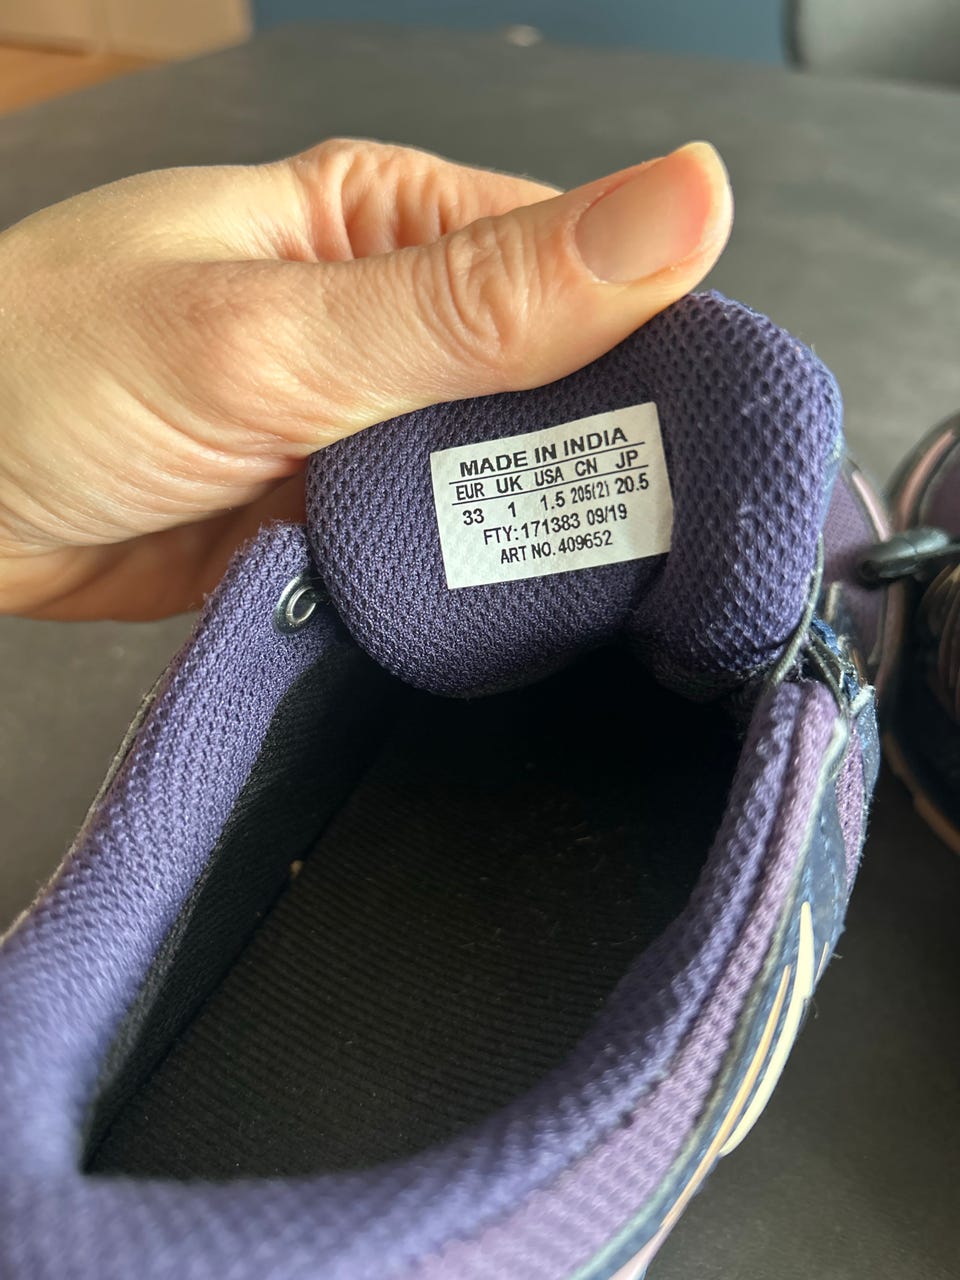 MADE IN INDIA
EUR UK USA CN JP
33 1 1.5 205(2) 20.5
FTY:171383 09/19
ART NO.409652